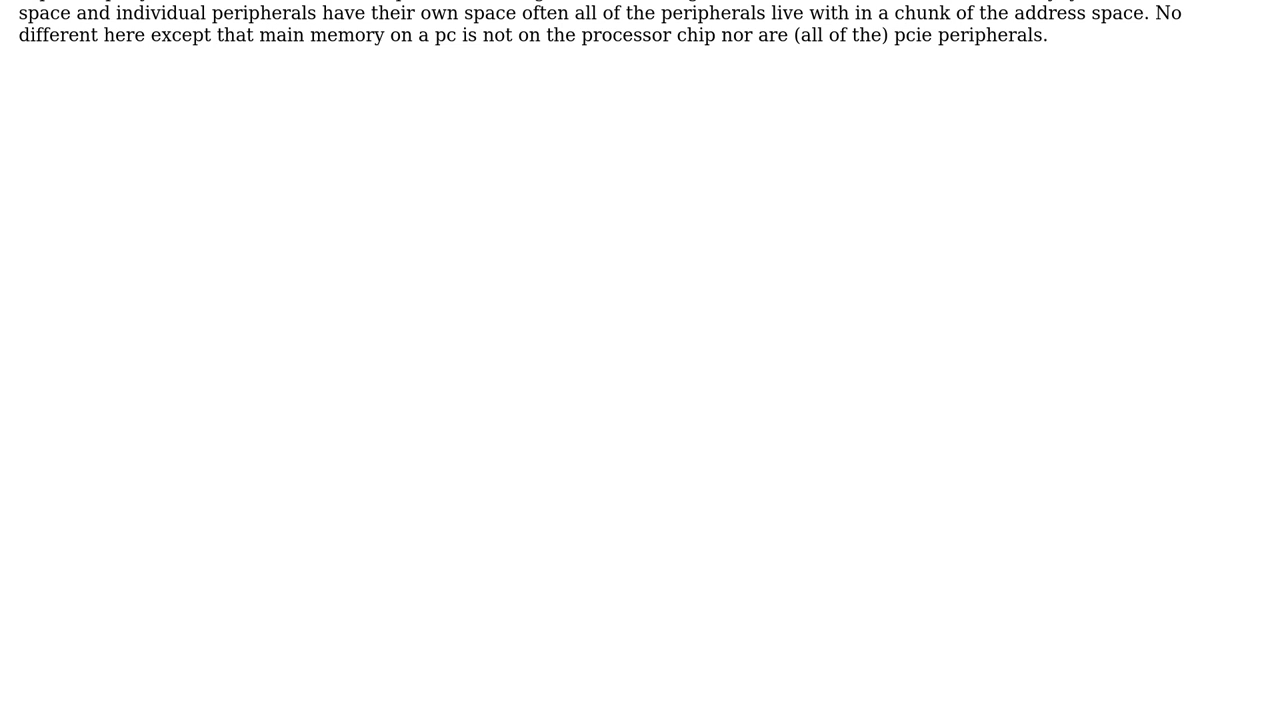 space and individual peripherals have their own space often all of the peripherals live with in a chunk of the address space. No
different here except that main memory on a pc is not on the processor chip nor are (all of the) pcie peripherals.